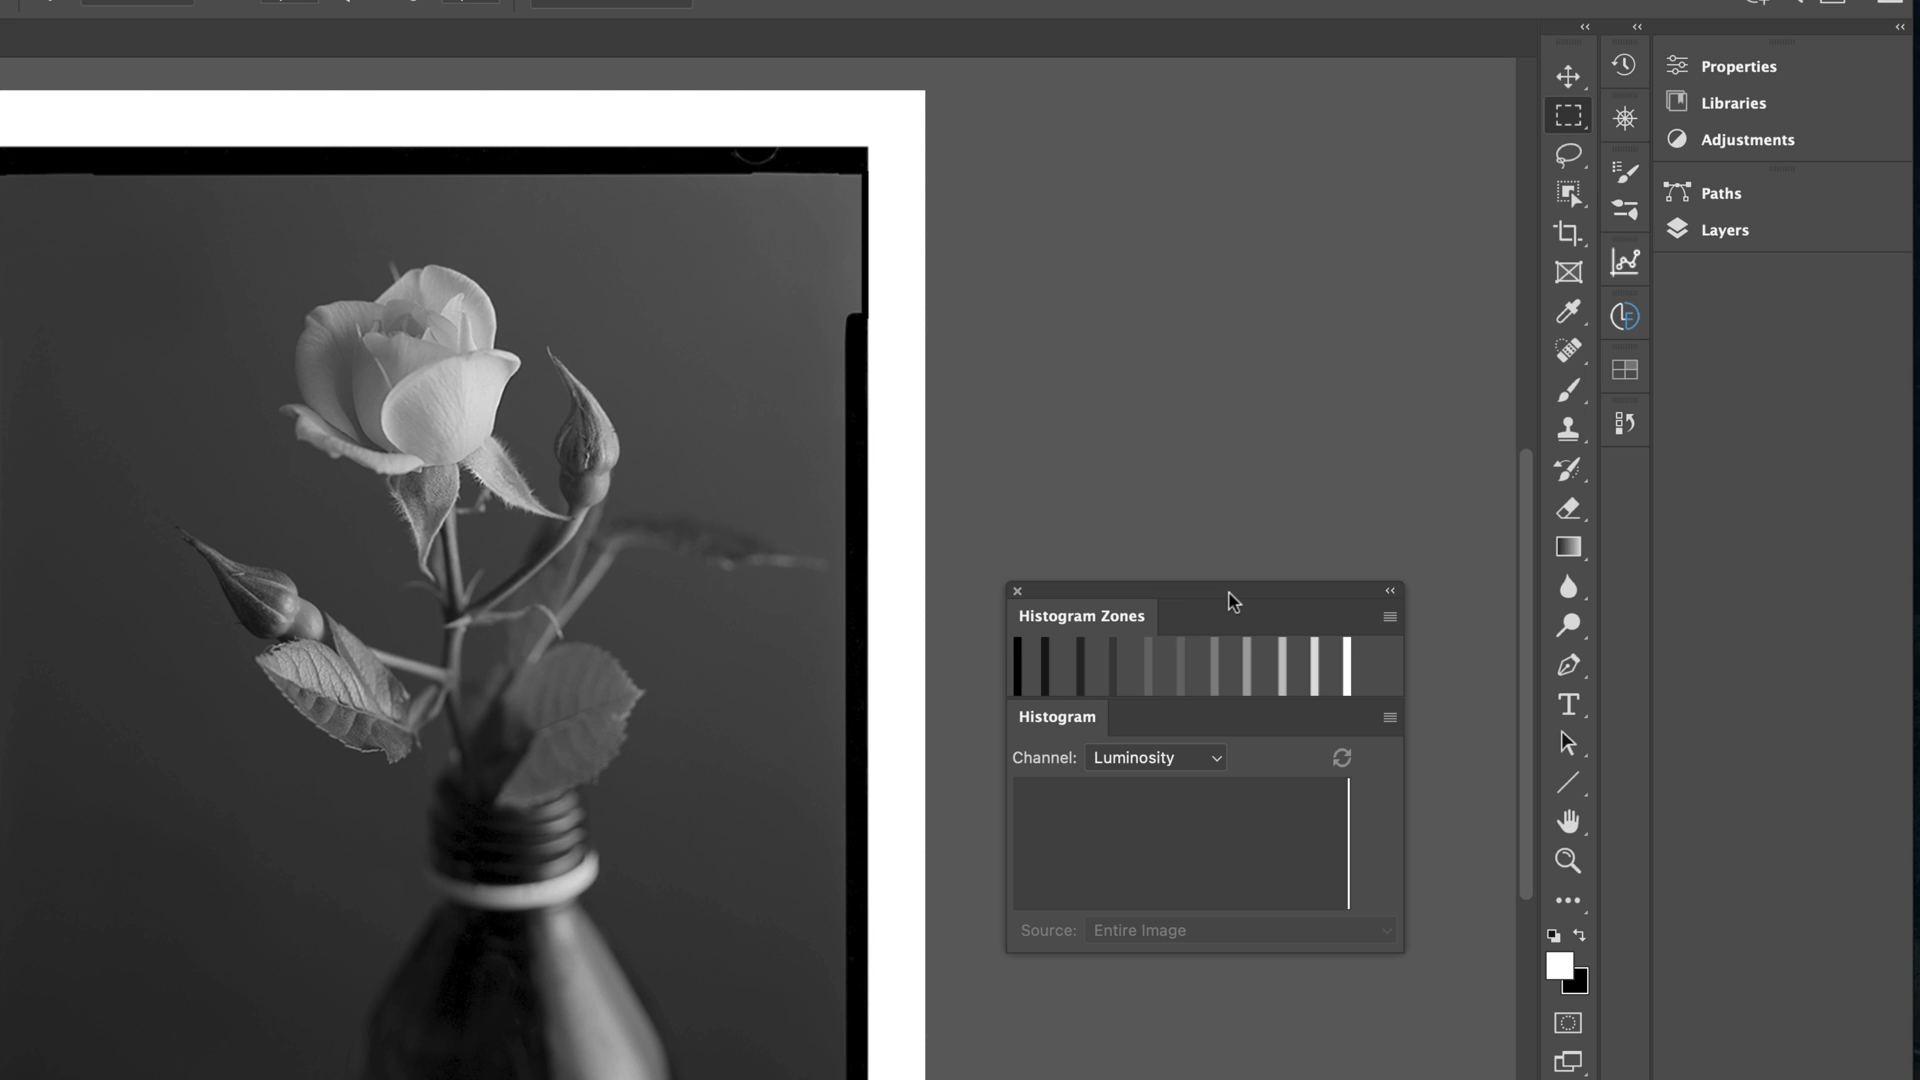 Properties
Libraries
Adjustments
Paths
Layers
Histogram Zones
Histogram
Channel: Luminosity
Source: Entire Image